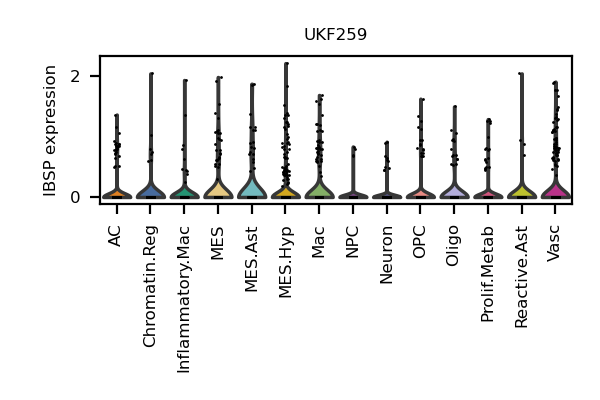 UKF259
IBSP expression
2
0
AC
Chromatin.Reg
Inflammatory.Mac
MES
MES.Ast
MES.Hyp
Mac
NPC
Neuron
OPC
Oligo
Prolif.Metab
Reactive.Ast
Vasc